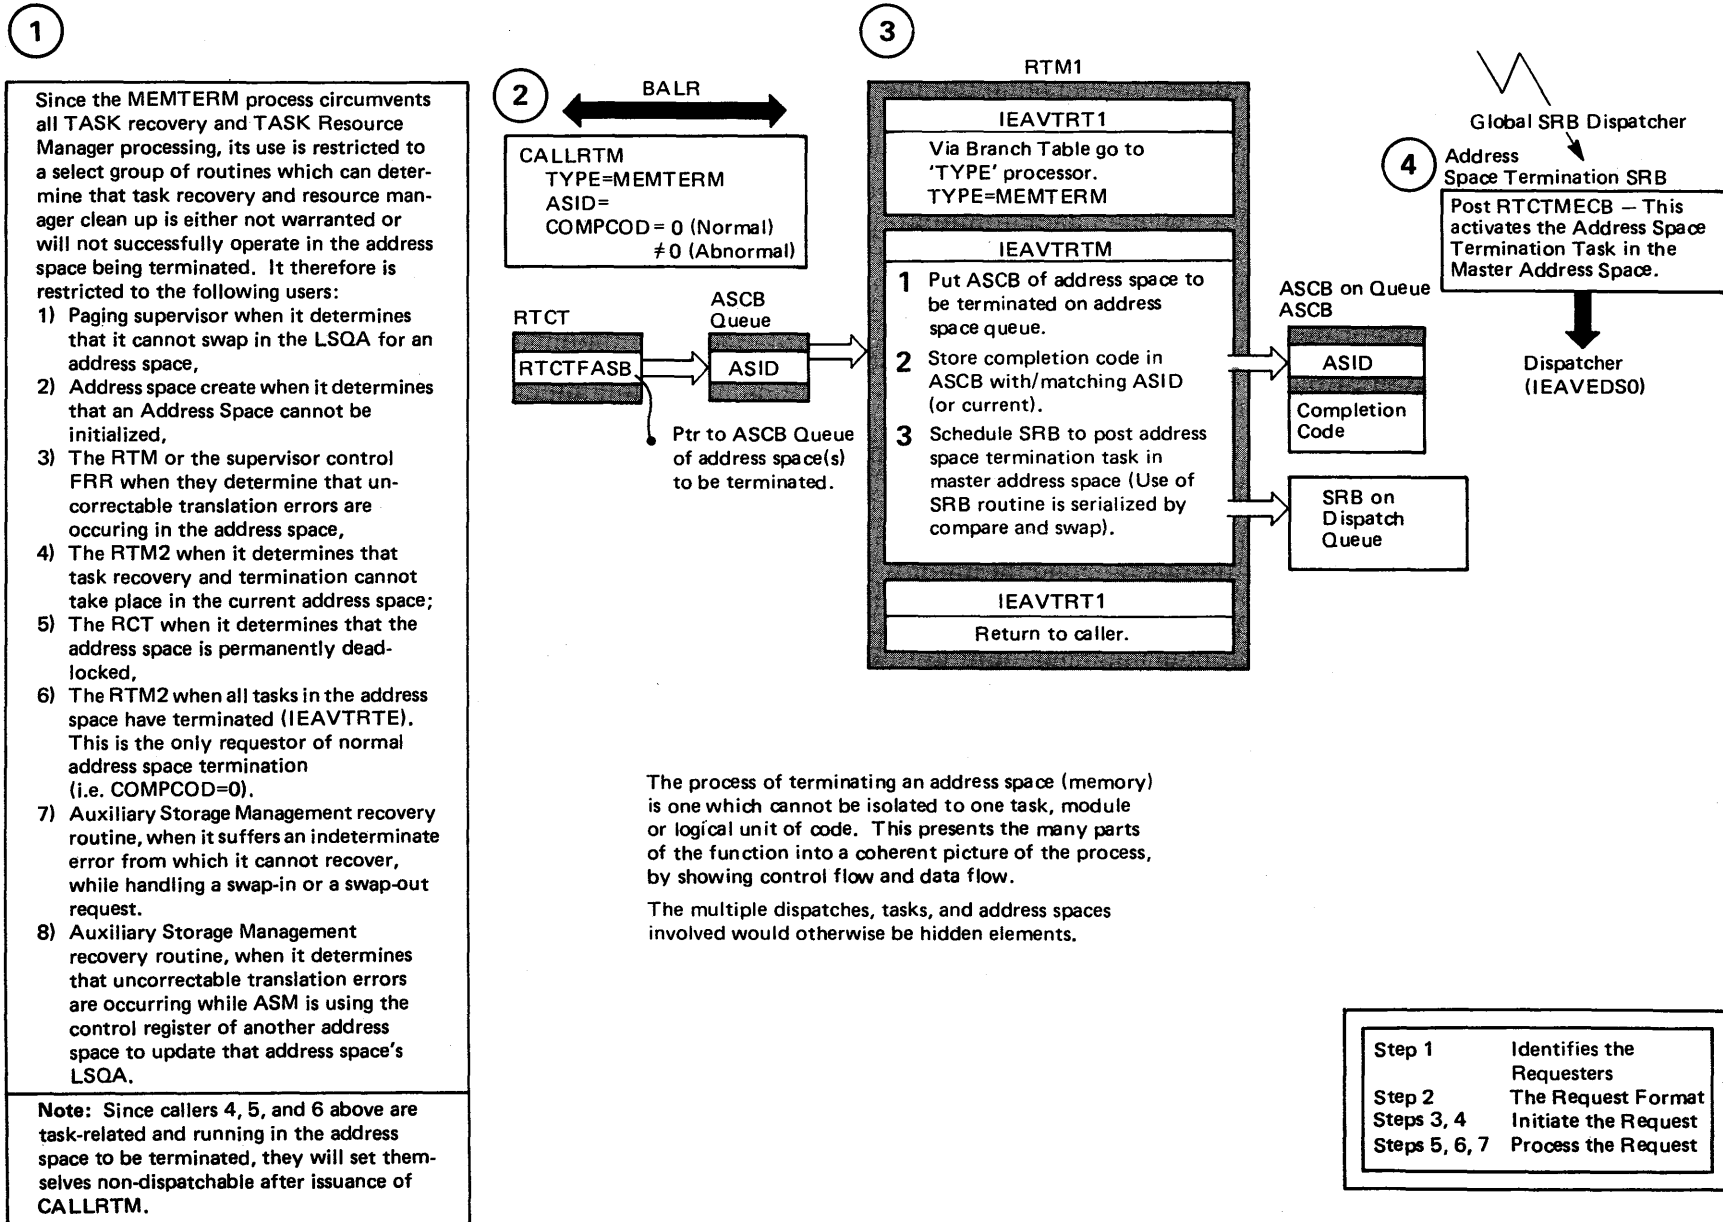 1
Since the MEMTERM process circumvents
all TASK recovery and TASK Resource
Manager processing, its use is restricted to
a select group of routines which can deter-
mine that task recovery and resource man-
ager clean up is either not warranted or
will not successfully operate in the address
space being terminated. It therefore is
restricted to the following users:
1) Paging supervisor when it determines
that it cannot swap in the LSQA for an
address space,
2) Address space create when it determines
that an Address Space cannot be
initialized,
3) The RTM or the supervisor control
FRR when they determine that un-
correctable translation errors are
occuring in the address space,
4) The RTM2 when it determines that
task recovery and termination cannot
take place in the current address space;
5) The RCT when it determines that the
address space is permanently dead-
locked,
6) The RTM2 when all tasks in the address
space have terminated (IEAVTRTE).
This is the only requestor of normal
address space termination
(i.e. COMPCOD=0).
7) Auxiliary Storage Management recovery
routine, when it suffers an indeterminate
error from which it cannot recover,
while handling a swap-in or a swap-out
request.
8) Auxiliary Storage Management
recovery routine, when it determines
that uncorrectable translation errors
are occurring while ASM is using the
control register of another address
space to update that address space's
LSQA.
Note: Since callers 4, 5, and 6 above are
task-related and running in the address
space to be terminated, they will set them-
selves non-dispatchable after issuance of
CALLRTM.
2
BALR
CALLRTM
TYPE=MEMTERM
ASID=
COMPCOD= 0 (Normal)
≠ 0 (Abnormal)
RTCT
RTCTFASB
ASCB
Queue
ASID
Ptr to ASCB Queue
of address space(s)
to be terminated.
3
RTM1
IEAVTRT1
Via Branch Table go to
'TYPE' processor.
TYPE=MEMTERM
IEAVTRTM
1 Put ASCB of address space to
be terminated on address
space queue.
2 Store completion code in
ASCB with/matching ASID
(or current).
3 Schedule SRB to post address
space termination task in
master address space (Use of
SRB routine is serialized by
compare and swap).
IEAVTRT1
Return to caller.
ASCB on Queue
ASCB
ASID
Completion
Code
SRB on
Dispatch
Queue
Global SRB Dispatcher
4
Address
Space Termination SRB
Post RTCTMECB — This
activates the Address Space
Termination Task in the
Master Address Space.
Dispatcher
(IEAVEDS0)
The process of terminating an address space (memory)
is one which cannot be isolated to one task, module
or logical unit of code. This presents the many parts
of the function into a coherent picture of the process,
by showing control flow and data flow.
The multiple dispatches, tasks, and address spaces
involved would otherwise be hidden elements.
Step 1 Identifies the
Requesters
Step 2 The Request Format
Steps 3, 4 Initiate the Request
Steps 5, 6, 7 Process the Request